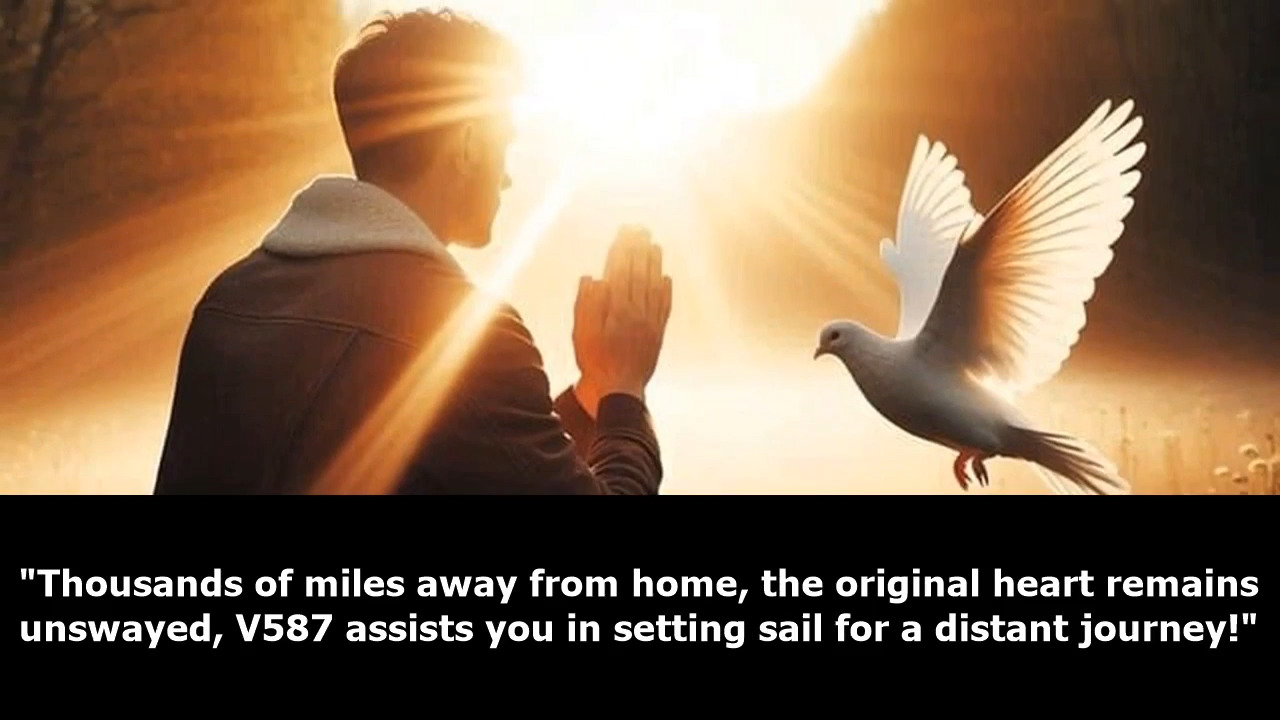 "Thousands of miles away from home, the original heart remains
unswayed, V587 assists you in setting sail for a distant journey!"